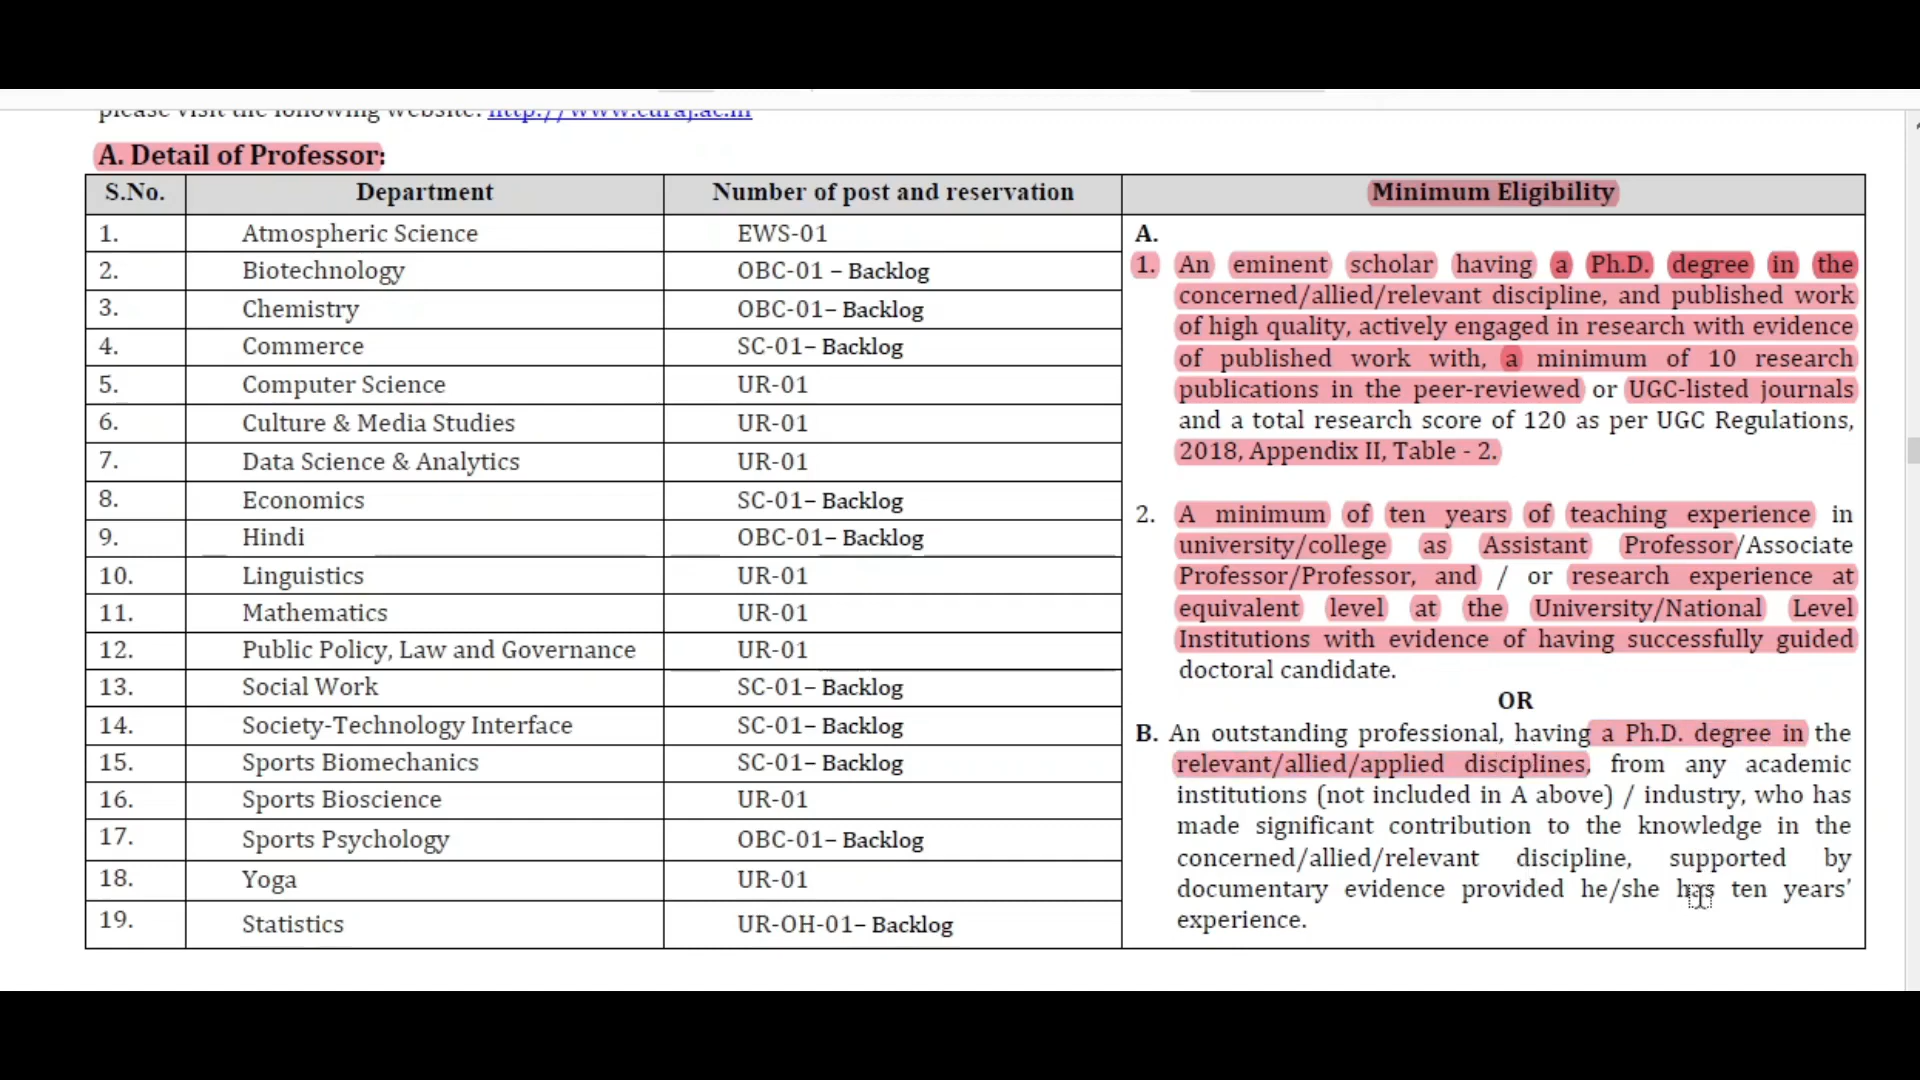 please visit the following website: http://www.curaj.ac.in
A. Detail of Professor:
S.No. Department Number of post and reservation Minimum Eligibility
1. Atmospheric Science EWS-01
2. Biotechnology OBC-01 – Backlog
3. Chemistry OBC-01– Backlog
4. Commerce SC-01– Backlog
5. Computer Science UR-01
6. Culture & Media Studies UR-01
7. Data Science & Analytics UR-01
8. Economics SC-01– Backlog
9. Hindi OBC-01– Backlog
10. Linguistics UR-01
11. Mathematics UR-01
12. Public Policy, Law and Governance UR-01
13. Social Work SC-01– Backlog
14. Society-Technology Interface SC-01– Backlog
15. Sports Biomechanics SC-01– Backlog
16. Sports Bioscience UR-01
17. Sports Psychology OBC-01– Backlog
18. Yoga UR-01
19. Statistics UR-OH-01– Backlog
A.
1. An eminent scholar having a Ph.D. degree in the
concerned/allied/relevant discipline, and published work
of high quality, actively engaged in research with evidence
of published work with, a minimum of 10 research
publications in the peer-reviewed or UGC-listed journals
and a total research score of 120 as per UGC Regulations,
2018, Appendix II, Table - 2.
2. A minimum of ten years of teaching experience in
university/college as Assistant Professor/Associate
Professor/Professor, and / or research experience at
equivalent level at the University/National Level
Institutions with evidence of having successfully guided
doctoral candidate.
OR
B. An outstanding professional, having a Ph.D. degree in the
relevant/allied/applied disciplines, from any academic
institutions (not included in A above) / industry, who has
made significant contribution to the knowledge in the
concerned/allied/relevant discipline, supported by
documentary evidence provided he/she has ten years’
experience.